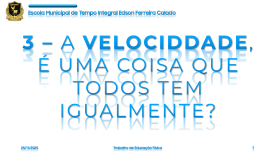 Escola Municipal de Tempo Integral Edson Ferreira Calado
3 – A VELOCIDDADE,
É UMA COISA QUE
TODOS TEM
IGUALMENTE?
Trabalho de Educação Física